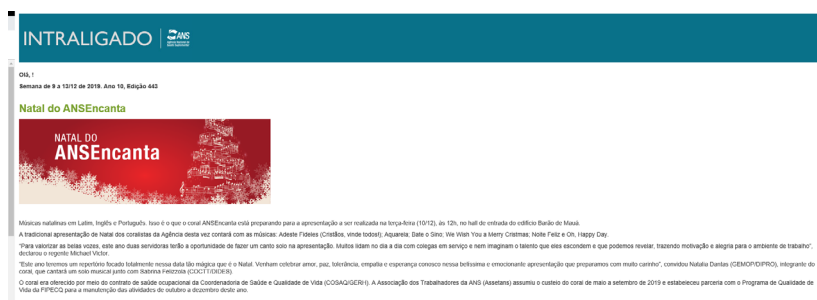 INTRALIGADO
ANS
Olá, !
Semana de 9 a 13/12 de 2019. Ano 10, Edição 443
Natal do ANSEncanta
NATAL DO
ANSEncanta
Músicas natalinas em Latim, Inglês e Português. Isso é o que o coral ANSEncanta está preparando para a apresentação a ser realizada na terça-feira (10/12), às 12h, no hall de entrada do edifício Barão de Mauá.
A tradicional apresentação de Natal dos coralistas da Agência desta vez contará com as músicas: Adeste Fideles (Cristãos, vinde todos!); Aquarela; Bate o Sino; We Wish You a Merry Cristmas; Noite Feliz e Oh, Happy Day.
"Para valorizar as belas vozes, este ano duas servidoras terão a oportunidade de fazer um canto solo na apresentação. Muitos lidam no dia a dia com colegas em serviço e nem imaginam o talento que eles escondem e que podemos revelar, trazendo motivação e alegria para o ambiente de trabalho",
declarou o regente Michael Victor.
"Este ano teremos um repertório focado totalmente nessa data tão mágica que é o Natal. Venham celebrar amor, paz, tolerância, empatia e esperança conosco nessa belíssima e emocionante apresentação que preparamos com muito carinho", convidou Natalia Dantas (GEMOP/DIPRO), integrante do
coral, que cantará um solo musical junto com Sabrina Felizzola (COCTT/DIDES).
O coral era oferecido por meio do contrato de saúde ocupacional da Coordenadoria de Saúde e Qualidade de Vida (COSAQ/GERH). A Associação dos Trabalhadores da ANS (Assetans) assumiu o custeio do coral de maio a setembro de 2019 e estabeleceu parceria com o Programa de Qualidade de
Vida da FIPECQ para a manutenção das atividades de outubro a dezembro deste ano.